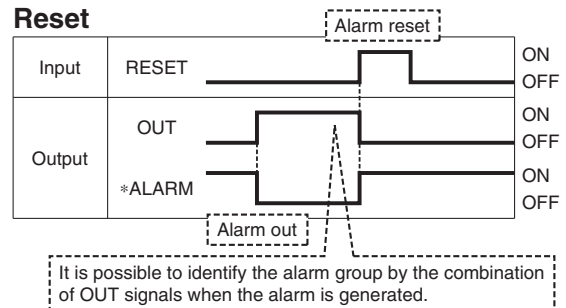 Reset
Alarm reset
Input RESET ON
OFF
Output OUT ON
OFF
*ALARM ON
OFF
Alarm out
It is possible to identify the alarm group by the combination
of OUT signals when the alarm is generated.